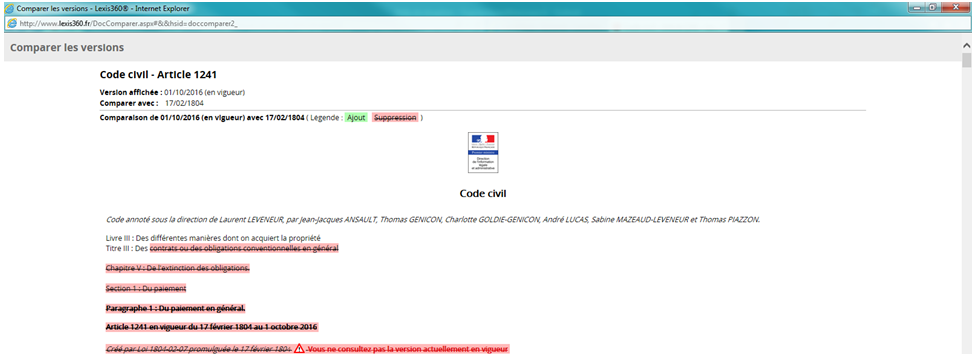 Comparer les versions - Lexis360® - Internet Explorer
http://www.lexis360.fr/DocComparer.aspx#&&hsid=doccomparer2_
Comparer les versions
Code civil - Article 1241
Version affichée : 01/10/2016 (en vigueur)
Comparer avec : 17/02/1804
Comparaison de 01/10/2016 (en vigueur) avec 17/02/1804 ( Légende : Ajout Suppression )
Code civil
Code annoté sous la direction de Laurent LEVENEUR, par Jean-Jacques ANSAULT, Thomas GENICON, Charlotte GOLDIE-GENICON, André LUCAS, Sabine MAZEAUD-LEVENEUR et Thomas PIAZZON.
Livre III : Des différentes manières dont on acquiert la propriété
Titre III : Des contrats ou des obligations conventionnelles en général
Chapitre V : De l'extinction des obligations.
Section 1 : Du paiement
Paragraphe 1 : Du paiement en général.
Article 1241 en vigueur du 17 février 1804 au 1 octobre 2016
Créé par Loi 1804-02-07 promulguée le 17 février 1804 Vous ne consultez pas la version actuellement en vigueur